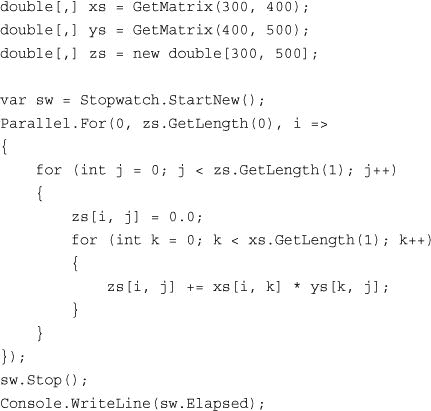 double[,] xs = GetMatrix(300, 400);
double[,] ys = GetMatrix(400, 500);
double[,] zs = new double[300, 500];

var sw = Stopwatch.StartNew();
Parallel.For(0, zs.GetLength(0), i =>
{
    for (int j = 0; j < zs.GetLength(1); j++)
    {
        zs[i, j] = 0.0;
        for (int k = 0; k < xs.GetLength(1); k++)
        {
            zs[i, j] += xs[i, k] * ys[k, j];
        }
    }
});
sw.Stop();
Console.WriteLine(sw.Elapsed);